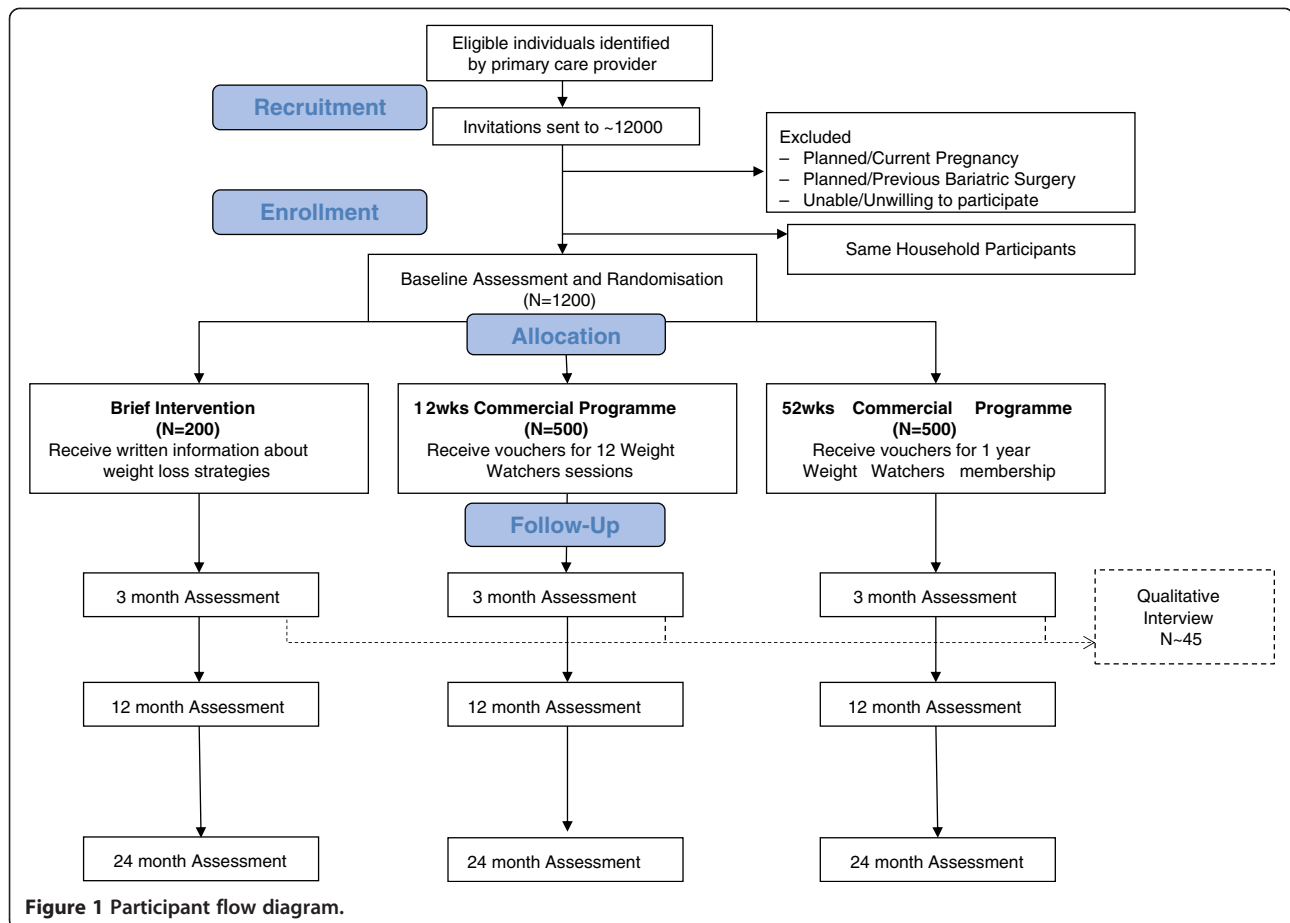 Eligible individuals identified
by primary care provider
Recruitment
Invitations sent to ~12000
Excluded
– Planned/Current Pregnancy
– Planned/Previous Bariatric Surgery
– Unable/Unwilling to participate
Enrollment
Same Household Participants
Baseline Assessment and Randomisation
(N=1200)
Allocation
Brief Intervention
(N=200)
Receive written information about
weight loss strategies
12wks Commercial Programme
(N=500)
Receive vouchers for 12 Weight
Watchers sessions
52wks Commercial Programme
(N=500)
Receive vouchers for 1 year
Weight Watchers membership
Follow-Up
3 month Assessment
3 month Assessment
3 month Assessment
Qualitative
Interview
N~45
12 month Assessment
12 month Assessment
12 month Assessment
24 month Assessment
24 month Assessment
24 month Assessment
Figure 1 Participant flow diagram.